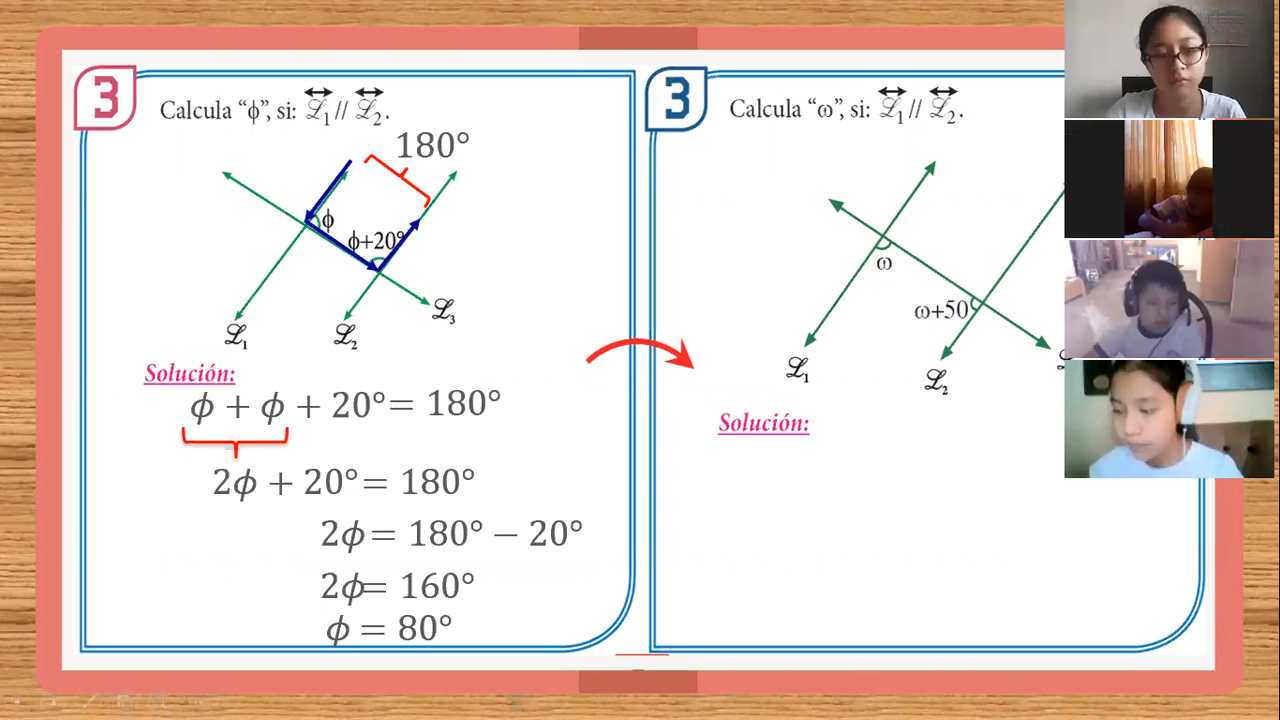 3
Calcula “ϕ”, si: ℒ₁ // ℒ₂.
180°
ϕ
ϕ+20°
ℒ₁
ℒ₂
ℒ₃
Solución:
ϕ + ϕ + 20° = 180°
2ϕ + 20° = 180°
2ϕ = 180° − 20°
2ϕ = 160°
ϕ = 80°
3
Calcula “ω”, si: ℒ₁ // ℒ₂.
ω
ω+50
ℒ₁
ℒ₂
Solución: